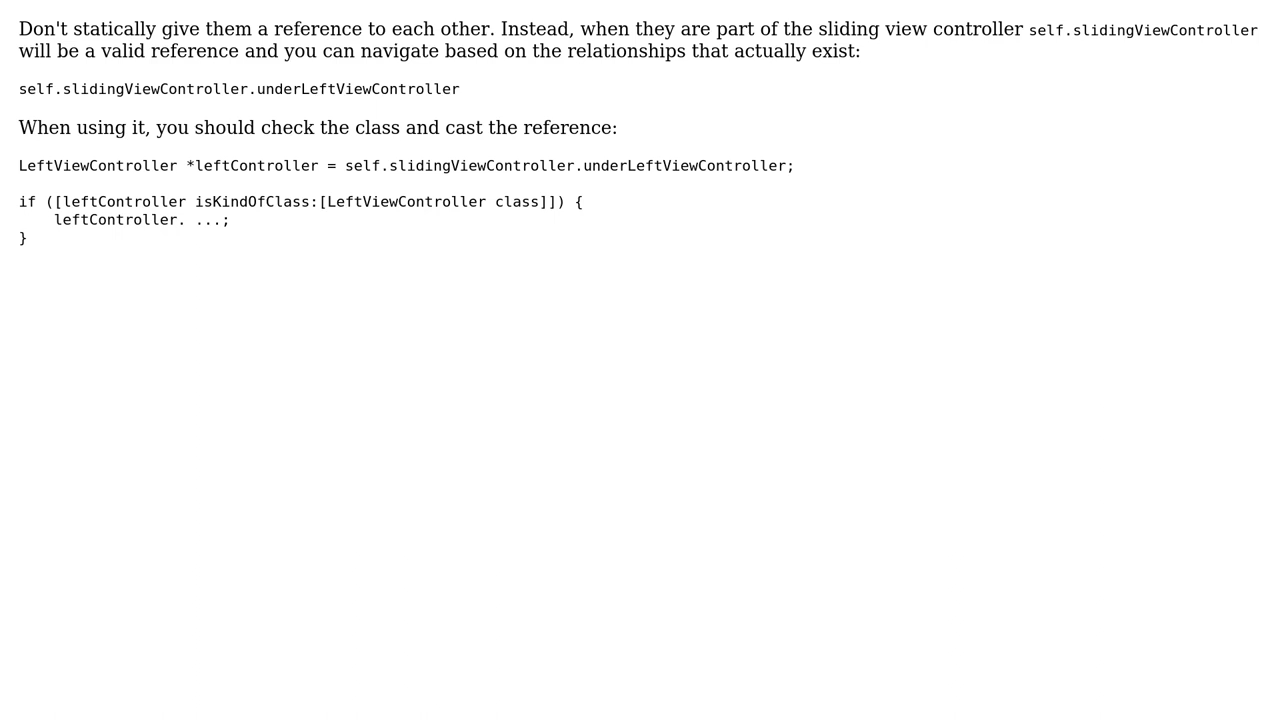 Don't statically give them a reference to each other. Instead, when they are part of the sliding view controller self.slidingViewController
will be a valid reference and you can navigate based on the relationships that actually exist:
self.slidingViewController.underLeftViewController
When using it, you should check the class and cast the reference:
LeftViewController *leftController = self.slidingViewController.underLeftViewController;
if ([leftController isKindOfClass:[LeftViewController class]]) {
    leftController. ...;
}